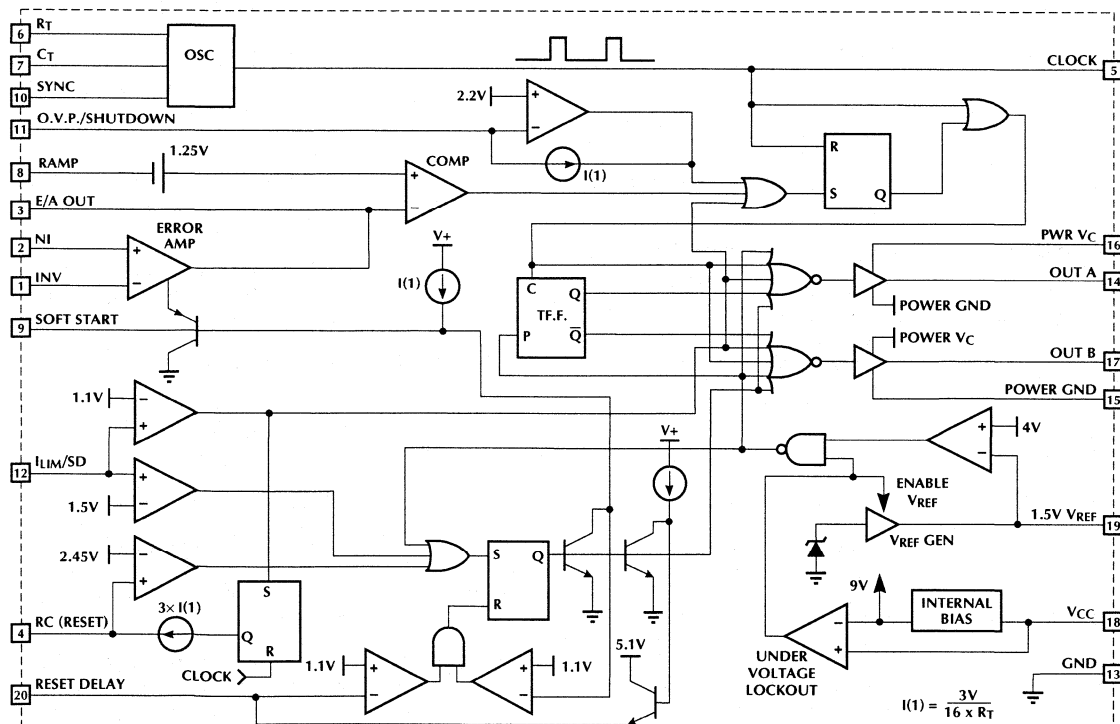 6 RT
7 CT
10 SYNC
OSC
CLOCK 5
11 O.V.P./SHUTDOWN
2.2V
+
−
I(1)
8 RAMP
1.25V
COMP
+
−
R
S
Q
3 E/A OUT
ERROR
AMP
2 NI
1 INV
+
−
V+
I(1)
9 SOFT START
C
Q
T F.F.
P
Q̅
PWR VC 16
OUT A 14
POWER GND
POWER VC
OUT B 17
POWER GND 15
1.1V
−
+
12 ILIM/SD
+
−
1.5V
V+
+
−
4V
ENABLE
VREF
1.5V VREF 19
VREF GEN
2.45V
−
+
S
Q
R
S
Q
R
4 RC (RESET)
3× I(1)
CLOCK
9V
INTERNAL
BIAS
VCC 18
−
+
UNDER
VOLTAGE
LOCKOUT
1.1V
+
−
+
−
1.1V
5.1V
20 RESET DELAY
GND 13
I(1) = 3V
16 x RT